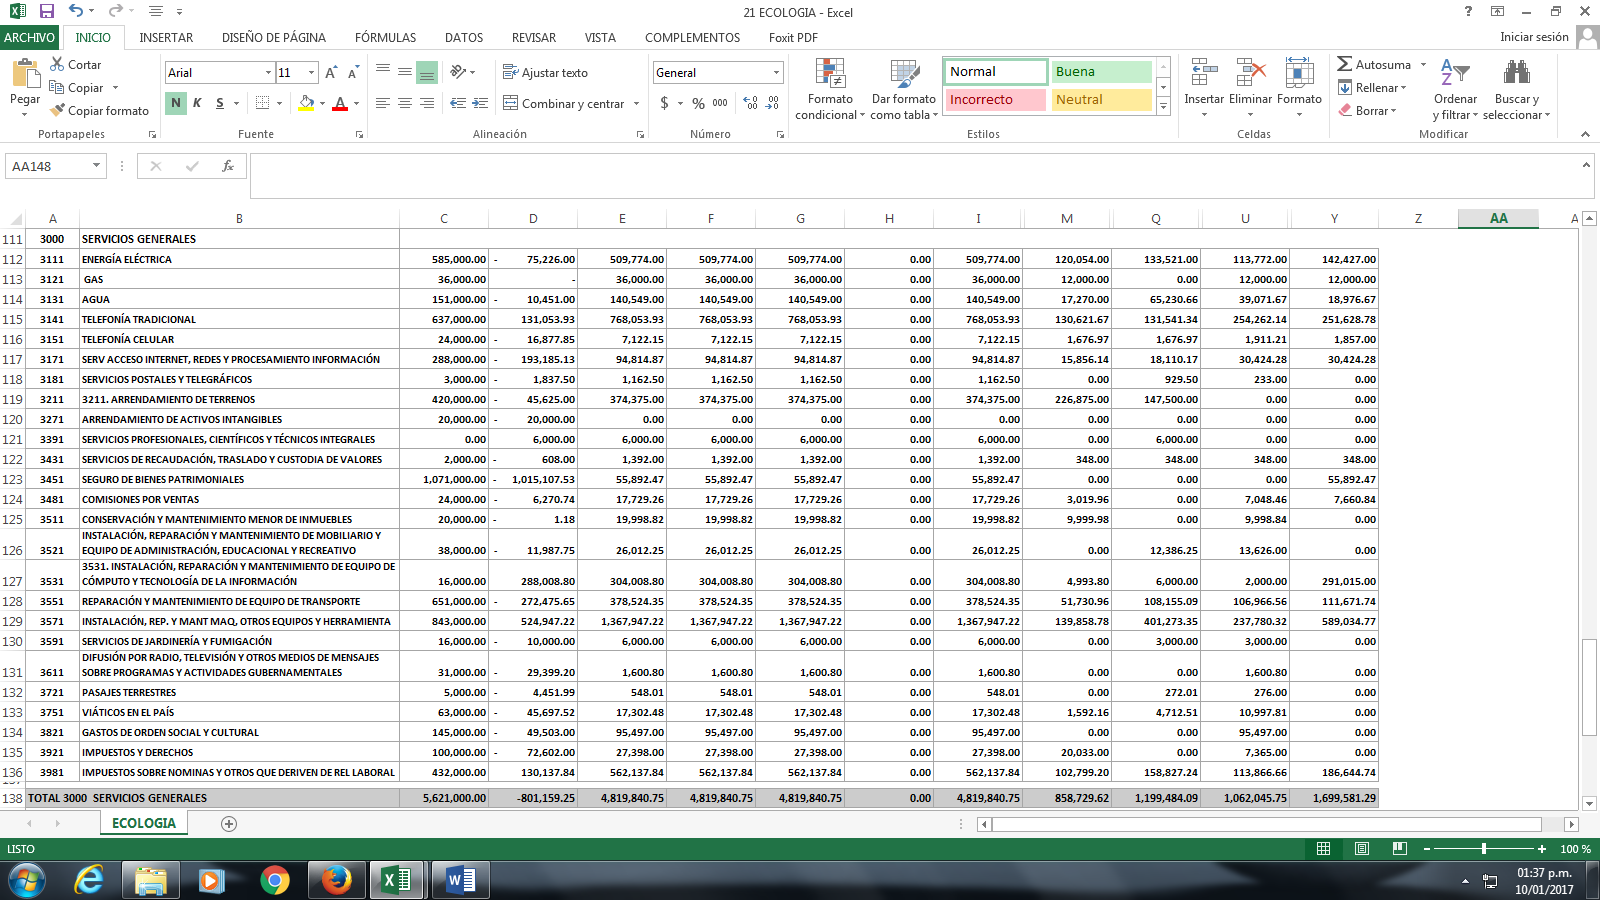 21 ECOLOGIA - Excel
ARCHIVO INICIO INSERTAR DISEÑO DE PÁGINA FÓRMULAS DATOS REVISAR VISTA COMPLEMENTOS Foxit PDF Iniciar sesión
Pegar Cortar Copiar Copiar formato Portapapeles
Arial 11 N K S Fuente
Ajustar texto Combinar y centrar Alineación
General $ % 000 Número
Formato condicional Dar formato como tabla Normal Buena Incorrecto Neutral Estilos
Insertar Eliminar Formato Celdas
Autosuma Rellenar Borrar Ordenar y filtrar Buscar y seleccionar Modificar
AA148 fx
A B C D E F G H I M Q U Y Z AA A
111 3000 SERVICIOS GENERALES
112 3111 ENERGÍA ELÉCTRICA 585,000.00 - 75,226.00 509,774.00 509,774.00 509,774.00 0.00 509,774.00 120,054.00 133,521.00 113,772.00 142,427.00
113 3121 GAS 36,000.00 - 36,000.00 36,000.00 36,000.00 0.00 36,000.00 12,000.00 0.00 12,000.00 12,000.00
114 3131 AGUA 151,000.00 - 10,451.00 140,549.00 140,549.00 140,549.00 0.00 140,549.00 17,270.00 65,230.66 39,071.67 18,976.67
115 3141 TELEFONÍA TRADICIONAL 637,000.00 131,053.93 768,053.93 768,053.93 768,053.93 0.00 768,053.93 130,621.67 131,541.34 254,262.14 251,628.78
116 3151 TELEFONÍA CELULAR 24,000.00 - 16,877.85 7,122.15 7,122.15 7,122.15 0.00 7,122.15 1,676.97 1,676.97 1,911.21 1,857.00
117 3171 SERV ACCESO INTERNET, REDES Y PROCESAMIENTO INFORMACIÓN 288,000.00 - 193,185.13 94,814.87 94,814.87 94,814.87 0.00 94,814.87 15,856.14 18,110.17 30,424.28 30,424.28
118 3181 SERVICIOS POSTALES Y TELEGRÁFICOS 3,000.00 - 1,837.50 1,162.50 1,162.50 1,162.50 0.00 1,162.50 0.00 929.50 233.00 0.00
119 3211 3211. ARRENDAMIENTO DE TERRENOS 420,000.00 - 45,625.00 374,375.00 374,375.00 374,375.00 0.00 374,375.00 226,875.00 147,500.00 0.00 0.00
120 3271 ARRENDAMIENTO DE ACTIVOS INTANGIBLES 20,000.00 - 20,000.00 0.00 0.00 0.00 0.00 0.00 0.00 0.00 0.00 0.00
121 3391 SERVICIOS PROFESIONALES, CIENTÍFICOS Y TÉCNICOS INTEGRALES 0.00 6,000.00 6,000.00 6,000.00 6,000.00 0.00 6,000.00 0.00 6,000.00 0.00 0.00
122 3431 SERVICIOS DE RECAUDACIÓN, TRASLADO Y CUSTODIA DE VALORES 2,000.00 - 608.00 1,392.00 1,392.00 1,392.00 0.00 1,392.00 348.00 348.00 348.00 348.00
123 3451 SEGURO DE BIENES PATRIMONIALES 1,071,000.00 - 1,015,107.53 55,892.47 55,892.47 55,892.47 0.00 55,892.47 0.00 0.00 0.00 55,892.47
124 3481 COMISIONES POR VENTAS 24,000.00 - 6,270.74 17,729.26 17,729.26 17,729.26 0.00 17,729.26 3,019.96 0.00 7,048.46 7,660.84
125 3511 CONSERVACIÓN Y MANTENIMIENTO MENOR DE INMUEBLES 20,000.00 - 1.18 19,998.82 19,998.82 19,998.82 0.00 19,998.82 9,999.98 0.00 9,998.84 0.00
INSTALACIÓN, REPARACIÓN Y MANTENIMIENTO DE MOBILIARIO Y
126 3521 EQUIPO DE ADMINISTRACIÓN, EDUCACIONAL Y RECREATIVO 38,000.00 - 11,987.75 26,012.25 26,012.25 26,012.25 0.00 26,012.25 0.00 12,386.25 13,626.00 0.00
3531. INSTALACIÓN, REPARACIÓN Y MANTENIMIENTO DE EQUIPO DE
127 3531 CÓMPUTO Y TECNOLOGÍA DE LA INFORMACIÓN 16,000.00 288,008.80 304,008.80 304,008.80 304,008.80 0.00 304,008.80 4,993.80 6,000.00 2,000.00 291,015.00
128 3551 REPARACIÓN Y MANTENIMIENTO DE EQUIPO DE TRANSPORTE 651,000.00 - 272,475.65 378,524.35 378,524.35 378,524.35 0.00 378,524.35 51,730.96 108,155.09 106,966.56 111,671.74
129 3571 INSTALACIÓN, REP. Y MANT MAQ, OTROS EQUIPOS Y HERRAMIENTA 843,000.00 524,947.22 1,367,947.22 1,367,947.22 1,367,947.22 0.00 1,367,947.22 139,858.78 401,273.35 237,780.32 589,034.77
130 3591 SERVICIOS DE JARDINERÍA Y FUMIGACIÓN 16,000.00 - 10,000.00 6,000.00 6,000.00 6,000.00 0.00 6,000.00 0.00 3,000.00 3,000.00 0.00
DIFUSIÓN POR RADIO, TELEVISIÓN Y OTROS MEDIOS DE MENSAJES
131 3611 SOBRE PROGRAMAS Y ACTIVIDADES GUBERNAMENTALES 31,000.00 - 29,399.20 1,600.80 1,600.80 1,600.80 0.00 1,600.80 0.00 0.00 1,600.80 0.00
132 3721 PASAJES TERRESTRES 5,000.00 - 4,451.99 548.01 548.01 548.01 0.00 548.01 0.00 272.01 276.00 0.00
133 3751 VIÁTICOS EN EL PAÍS 63,000.00 - 45,697.52 17,302.48 17,302.48 17,302.48 0.00 17,302.48 1,592.16 4,712.51 10,997.81 0.00
134 3821 GASTOS DE ORDEN SOCIAL Y CULTURAL 145,000.00 - 49,503.00 95,497.00 95,497.00 95,497.00 0.00 95,497.00 0.00 0.00 95,497.00 0.00
135 3921 IMPUESTOS Y DERECHOS 100,000.00 - 72,602.00 27,398.00 27,398.00 27,398.00 0.00 27,398.00 20,033.00 0.00 7,365.00 0.00
136 3981 IMPUESTOS SOBRE NOMINAS Y OTROS QUE DERIVEN DE REL LABORAL 432,000.00 130,137.84 562,137.84 562,137.84 562,137.84 0.00 562,137.84 102,799.20 158,827.24 113,866.66 186,644.74
138 TOTAL 3000 SERVICIOS GENERALES 5,621,000.00 -801,159.25 4,819,840.75 4,819,840.75 4,819,840.75 0.00 4,819,840.75 858,729.62 1,199,484.09 1,062,045.75 1,699,581.29
ECOLOGIA
LISTO 100 %
01:37 p.m.
10/01/2017